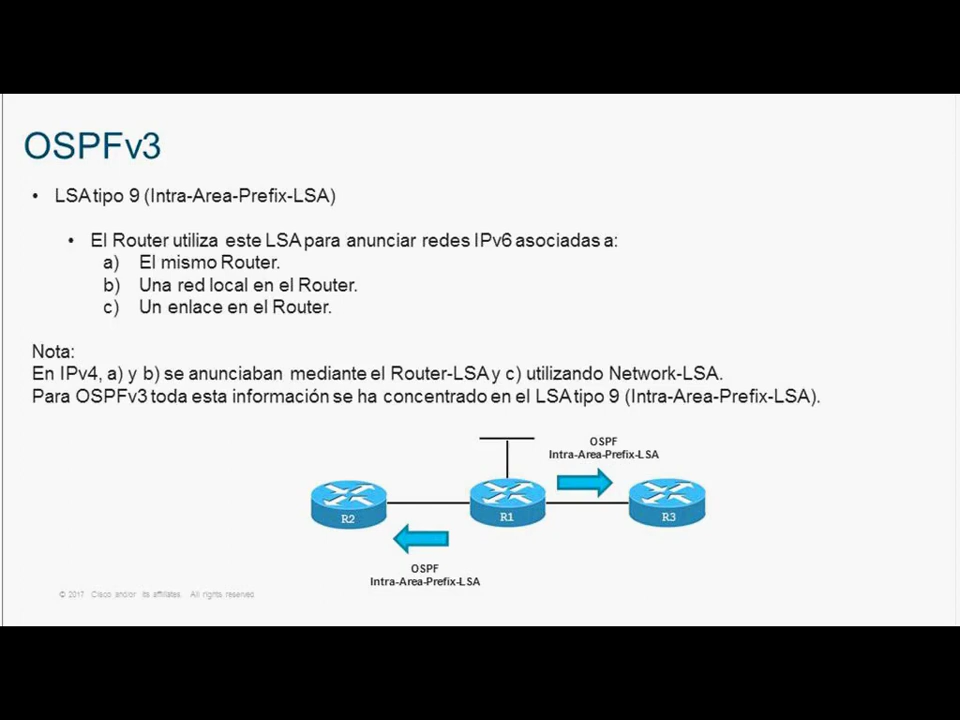 OSPFv3
• LSA tipo 9 (Intra-Area-Prefix-LSA)
• El Router utiliza este LSA para anunciar redes IPv6 asociadas a:
a) El mismo Router.
b) Una red local en el Router.
c) Un enlace en el Router.
Nota:
En IPv4, a) y b) se anunciaban mediante el Router-LSA y c) utilizando Network-LSA.
Para OSPFv3 toda esta información se ha concentrado en el LSA tipo 9 (Intra-Area-Prefix-LSA).
OSPF
Intra-Area-Prefix-LSA
R2
R1
R3
OSPF
Intra-Area-Prefix-LSA
© 2017 Cisco and/or its affiliates. All rights reserved